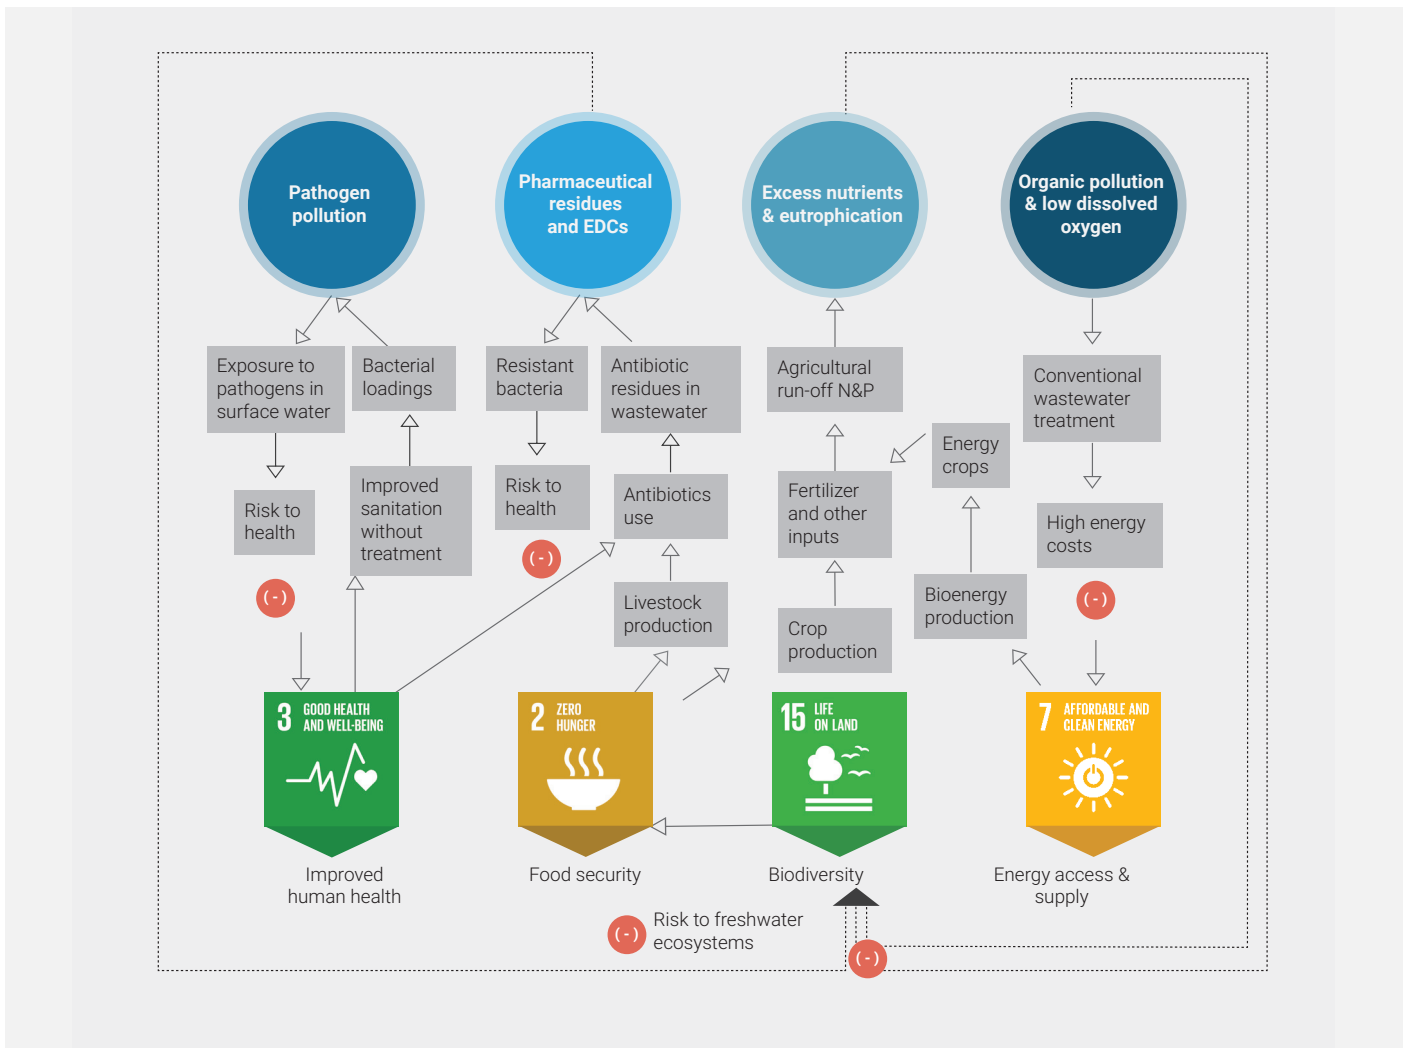 Pathogen
pollution
Pharmaceutical
residues
and EDCs
Excess nutrients
& eutrophication
Organic pollution
& low dissolved
oxygen
Exposure to
pathogens in
surface water
Bacterial
loadings
Resistant
bacteria
Antibiotic
residues in
wastewater
Agricultural
run-off N&P
Conventional
wastewater
treatment
Energy
crops
Risk to
health
Improved
sanitation
without
treatment
Risk to
health
Antibiotics
use
Fertilizer
and other
inputs
High energy
costs
(-)
(-)
(-)
Livestock
production
Crop
production
Bioenergy
production
3 GOOD HEALTH
AND WELL-BEING
2 ZERO
HUNGER
15 LIFE
ON LAND
7 AFFORDABLE AND
CLEAN ENERGY
Improved
human health
Food security
Biodiversity
Energy access &
supply
(-)
Risk to freshwater
ecosystems
(-)